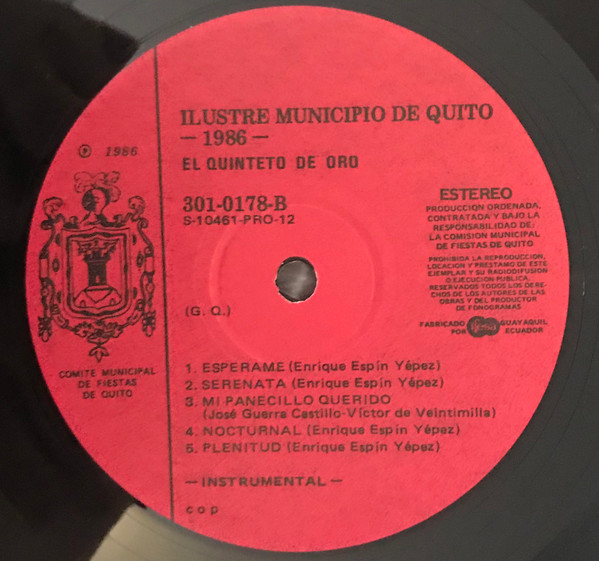 ILUSTRE MUNICIPIO DE QUITO
— 1986 —
EL QUINTETO DE ORO
℗ 1986
301-0178-B
S-10461-PRO-12
ESTEREO
PRODUCCION ORDENADA,
CONTRATADA Y BAJO LA
RESPONSABILIDAD DE:
LA COMISION MUNICIPAL
DE FIESTAS DE QUITO.
PROHIBIDA LA REPRODUCCION,
LOCACION Y PRESTAMO DE ESTE
EJEMPLAR Y SU RADIODIFUSION
O EJECUCION PUBLICA.
RESERVADOS TODOS LOS DERE-
CHOS DE LOS AUTORES DE LAS
OBRAS Y DEL PRODUCTOR
DE FONOGRAMAS.
(G. Q.)
FABRICADO GUAYAQUIL
POR ECUADOR
COMITE MUNICIPAL
DE FIESTAS
DE QUITO
1. ESPERAME (Enrique Espín Yépez)
2. SERENATA (Enrique Espín Yépez)
3. MI PANECILLO QUERIDO
(José Guerra Castillo-Víctor de Veintimilla)
4. NOCTURNAL (Enrique Espín Yépez)
5. PLENITUD (Enrique Espín Yépez)
— INSTRUMENTAL —
c o p